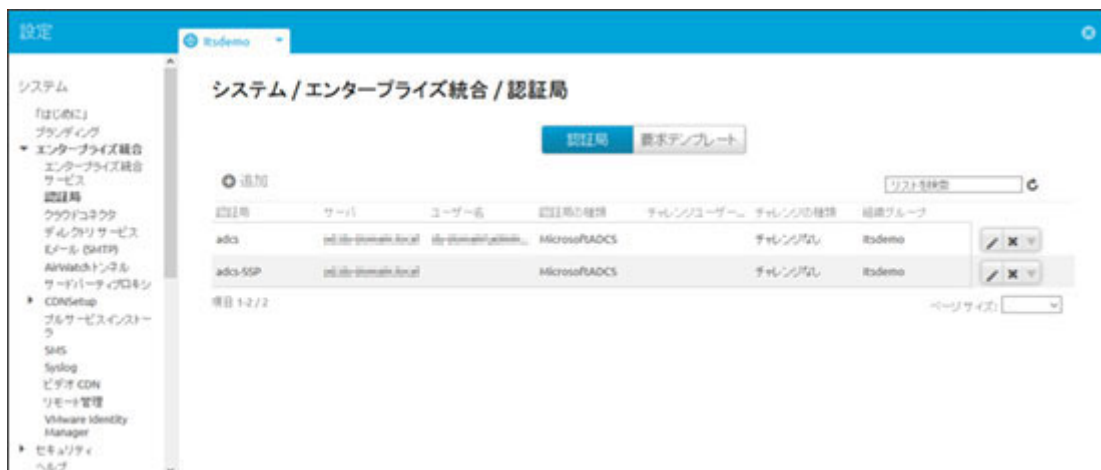 設定
Itsdemo
システム
「はじめに」
ブランディング
エンタープライズ統合
エンタープライズ統合
サービス
認証局
クラウドコネクタ
ディレクトリ サービス
Eメール (SMTP)
AirWatchトンネル
サードパーティプロキシ
CDNSetup
プルサービスインストー
ラ
SMS
Syslog
ビデオ CDN
リモート管理
VMware Identity
Manager
セキュリティ
ヘルプ
システム / エンタープライズ統合 / 認証局
認証局 要求テンプレート
追加 リストを検索
認証局 サーバ ユーザー名 認証局の種類 チャレンジユーザー... チャレンジの種類 組織グループ
adcs MicrosoftADCS チャレンジなし Itsdemo
adcs-SSP MicrosoftADCS チャレンジなし Itsdemo
項目 1-2 / 2 ページ サイズ: